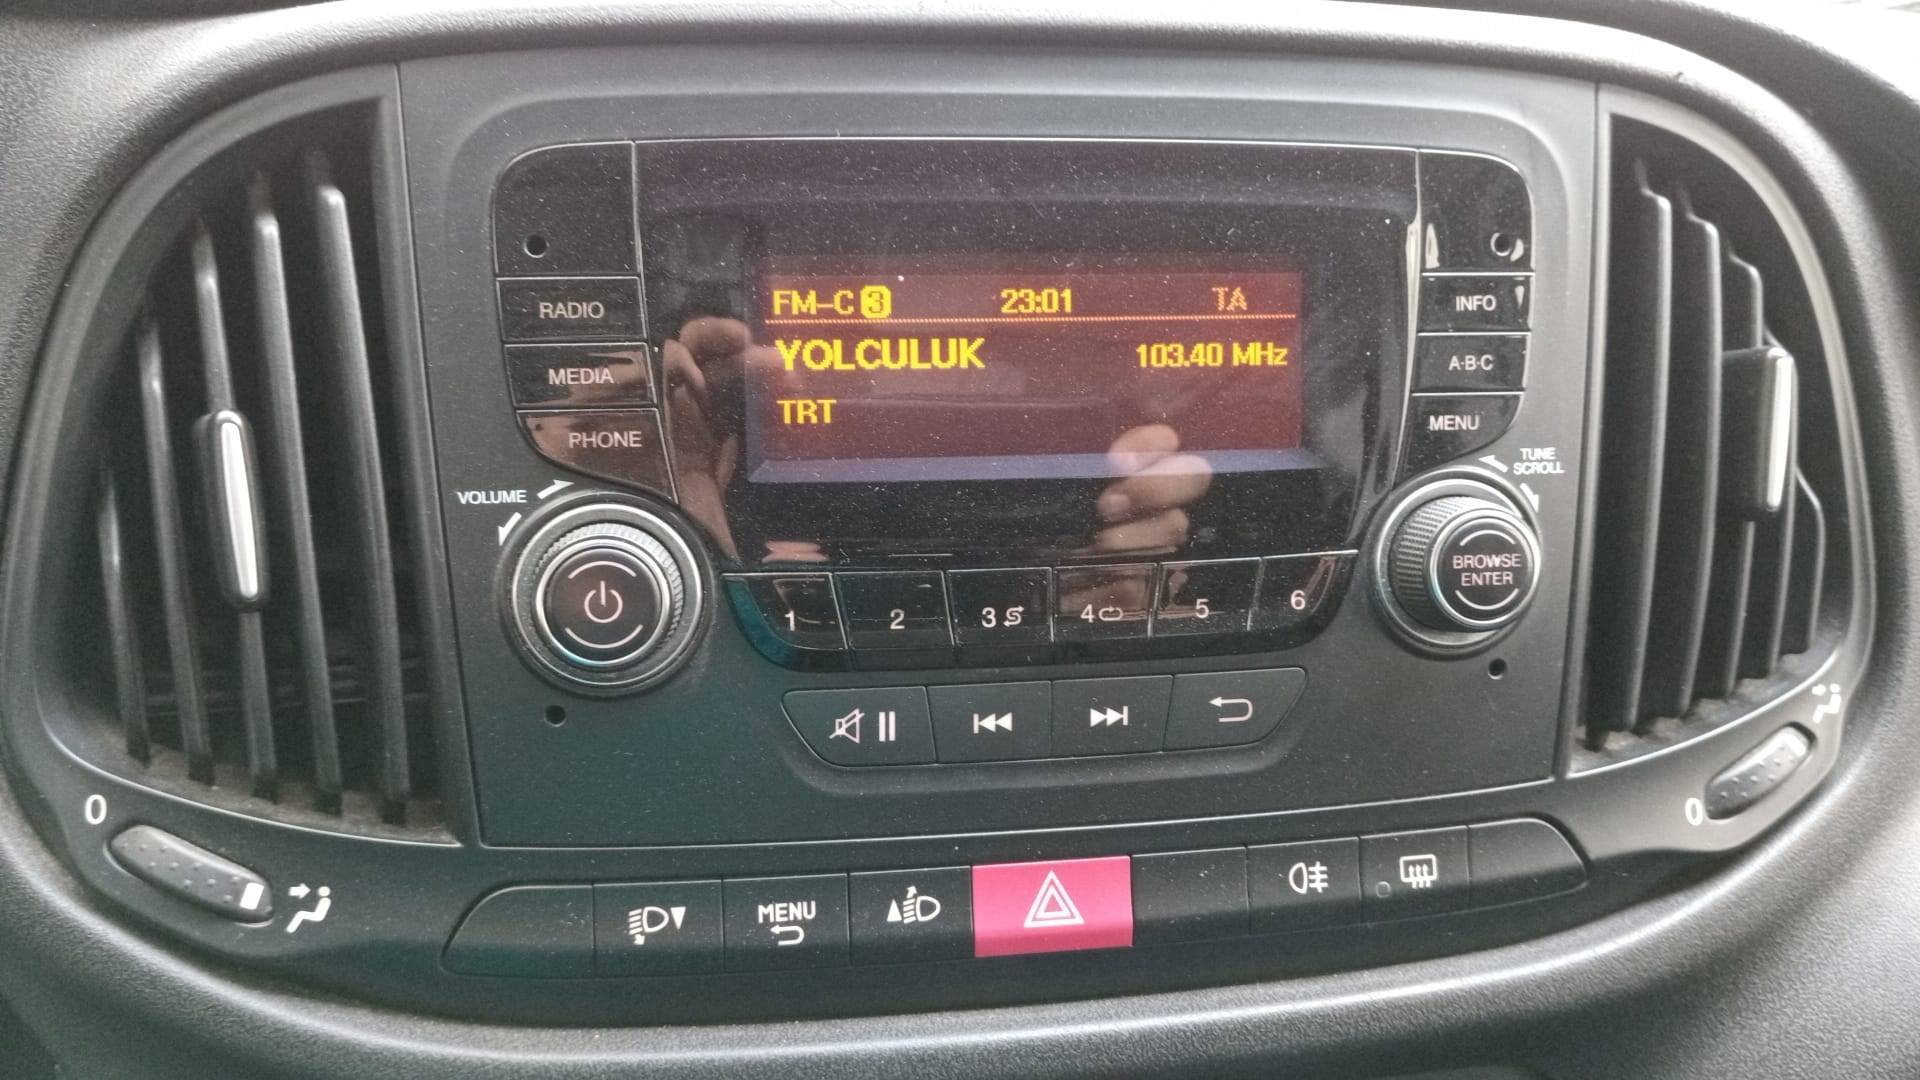 FM-C 3 23:01 TA
YOLCULUK 103.40 MHz
TRT
RADIO
MEDIA
PHONE
INFO
A·B·C
MENU
VOLUME
TUNE
SCROLL
BROWSE
ENTER
1 2 3 4 5 6
0
0
MENU